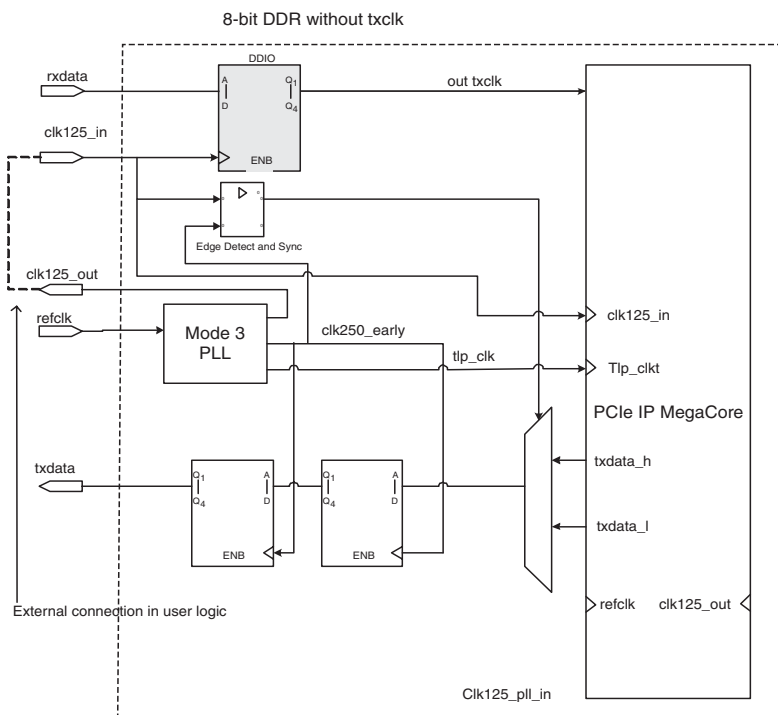 8-bit DDR without txclk
DDIO
rxdata
A
D
Q1
Q4
out txclk
clk125_in
ENB
Edge Detect and Sync
clk125_out
clk125_in
refclk
Mode 3
PLL
clk250_early
tlp_clk
Tlp_clkt
PCIe IP MegaCore
txdata
Q1
Q4
A
D
ENB
Q1
Q4
A
D
ENB
txdata_h
txdata_l
External connection in user logic
refclk
clk125_out
Clk125_pll_in